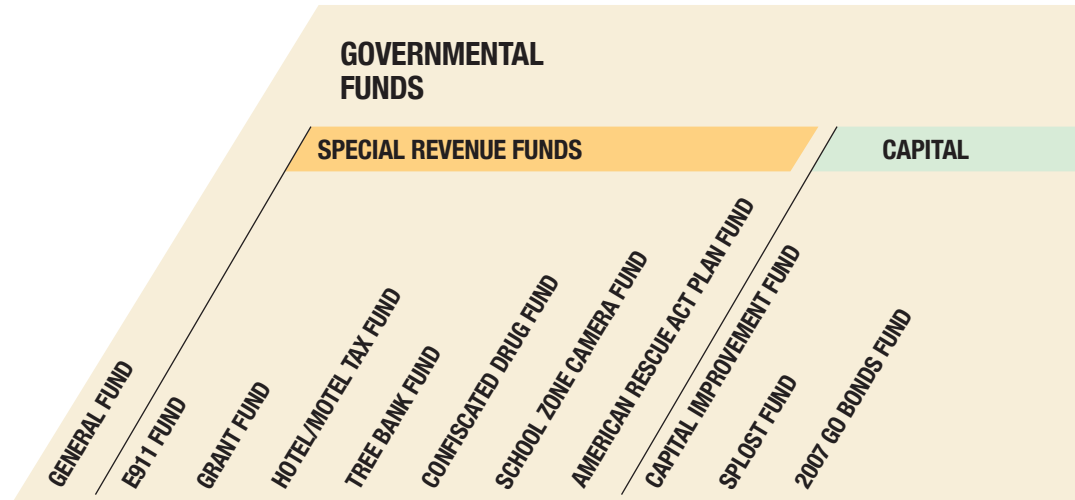 GOVERNMENTAL
FUNDS
SPECIAL REVENUE FUNDS
CAPITAL
GENERAL FUND
E911 FUND
GRANT FUND
HOTEL/MOTEL TAX FUND
TREE BANK FUND
CONFISCATED DRUG FUND
SCHOOL ZONE CAMERA FUND
AMERICAN RESCUE ACT PLAN FUND
CAPITAL IMPROVEMENT FUND
SPLOST FUND
2007 GO BONDS FUND